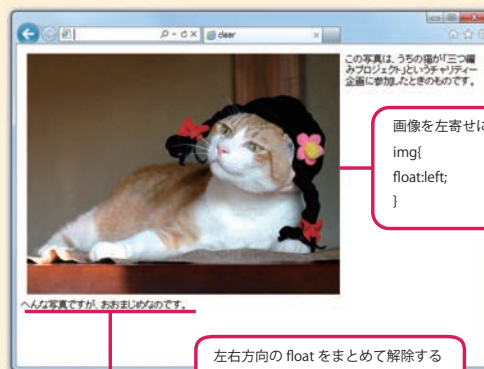 clear
この写真は、うちの猫が「三つ編
みプロジェクト」というチャリティー
企画に参加したときのものです。
画像を左寄せに
img{
float:left;
}
へんな写真ですが、おおまじめなのです。
左右方向の float をまとめて解除する